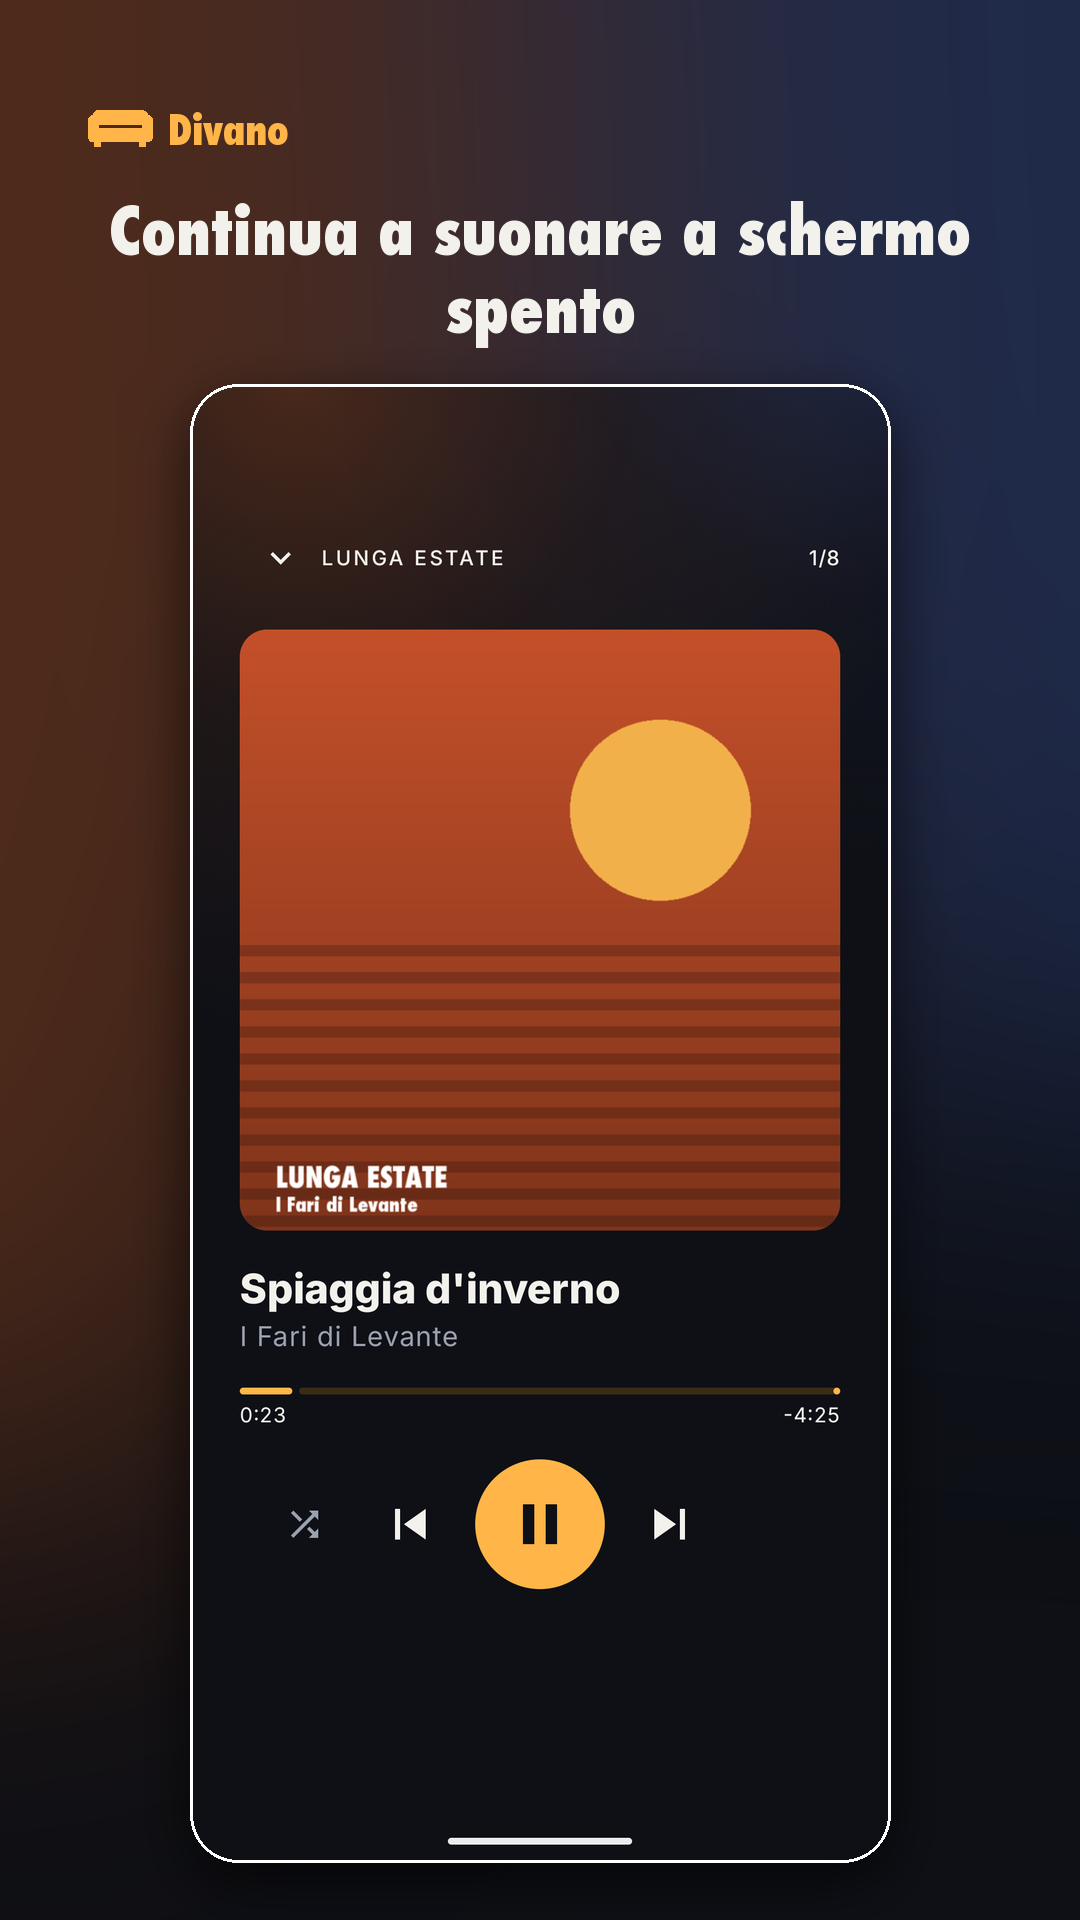 Divano
Continua a suonare a schermo
spento
LUNGA ESTATE
1/8
LUNGA ESTATE
I Fari di Levante
Spiaggia d'inverno
I Fari di Levante
0:23
-4:25